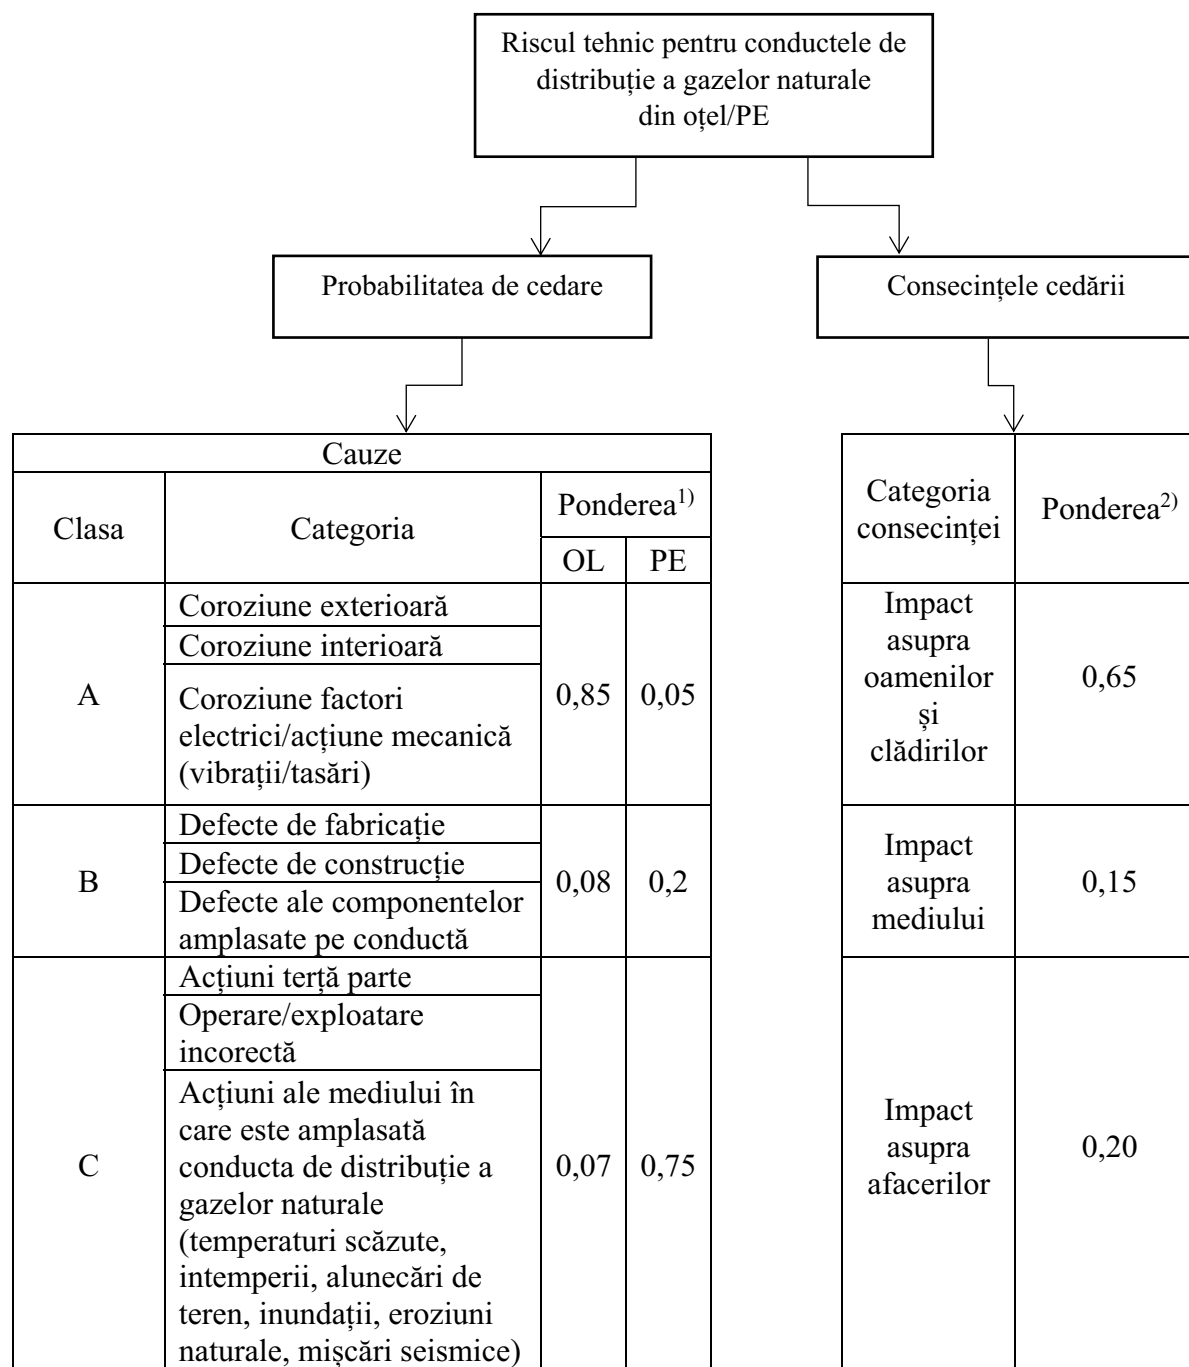 Riscul tehnic pentru conductele de
distribuție a gazelor naturale
din oțel/PE
Probabilitatea de cedare
Consecințele cedării
Cauze
Clasa
Categoria
Ponderea1)
OL
PE
A
Coroziune exterioară
Coroziune interioară
Coroziune factori
electrici/acțiune mecanică
(vibrații/tasări)
0,85
0,05
B
Defecte de fabricație
Defecte de construcție
Defecte ale componentelor
amplasate pe conductă
0,08
0,2
C
Acțiuni terță parte
Operare/exploatare
incorectă
Acțiuni ale mediului în
care este amplasată
conducta de distribuție a
gazelor naturale
(temperaturi scăzute,
intemperii, alunecări de
teren, inundații, eroziuni
naturale, mișcări seismice)
0,07
0,75
Categoria
consecinței
Ponderea2)
Impact
asupra
oamenilor
și
clădirilor
0,65
Impact
asupra
mediului
0,15
Impact
asupra
afacerilor
0,20